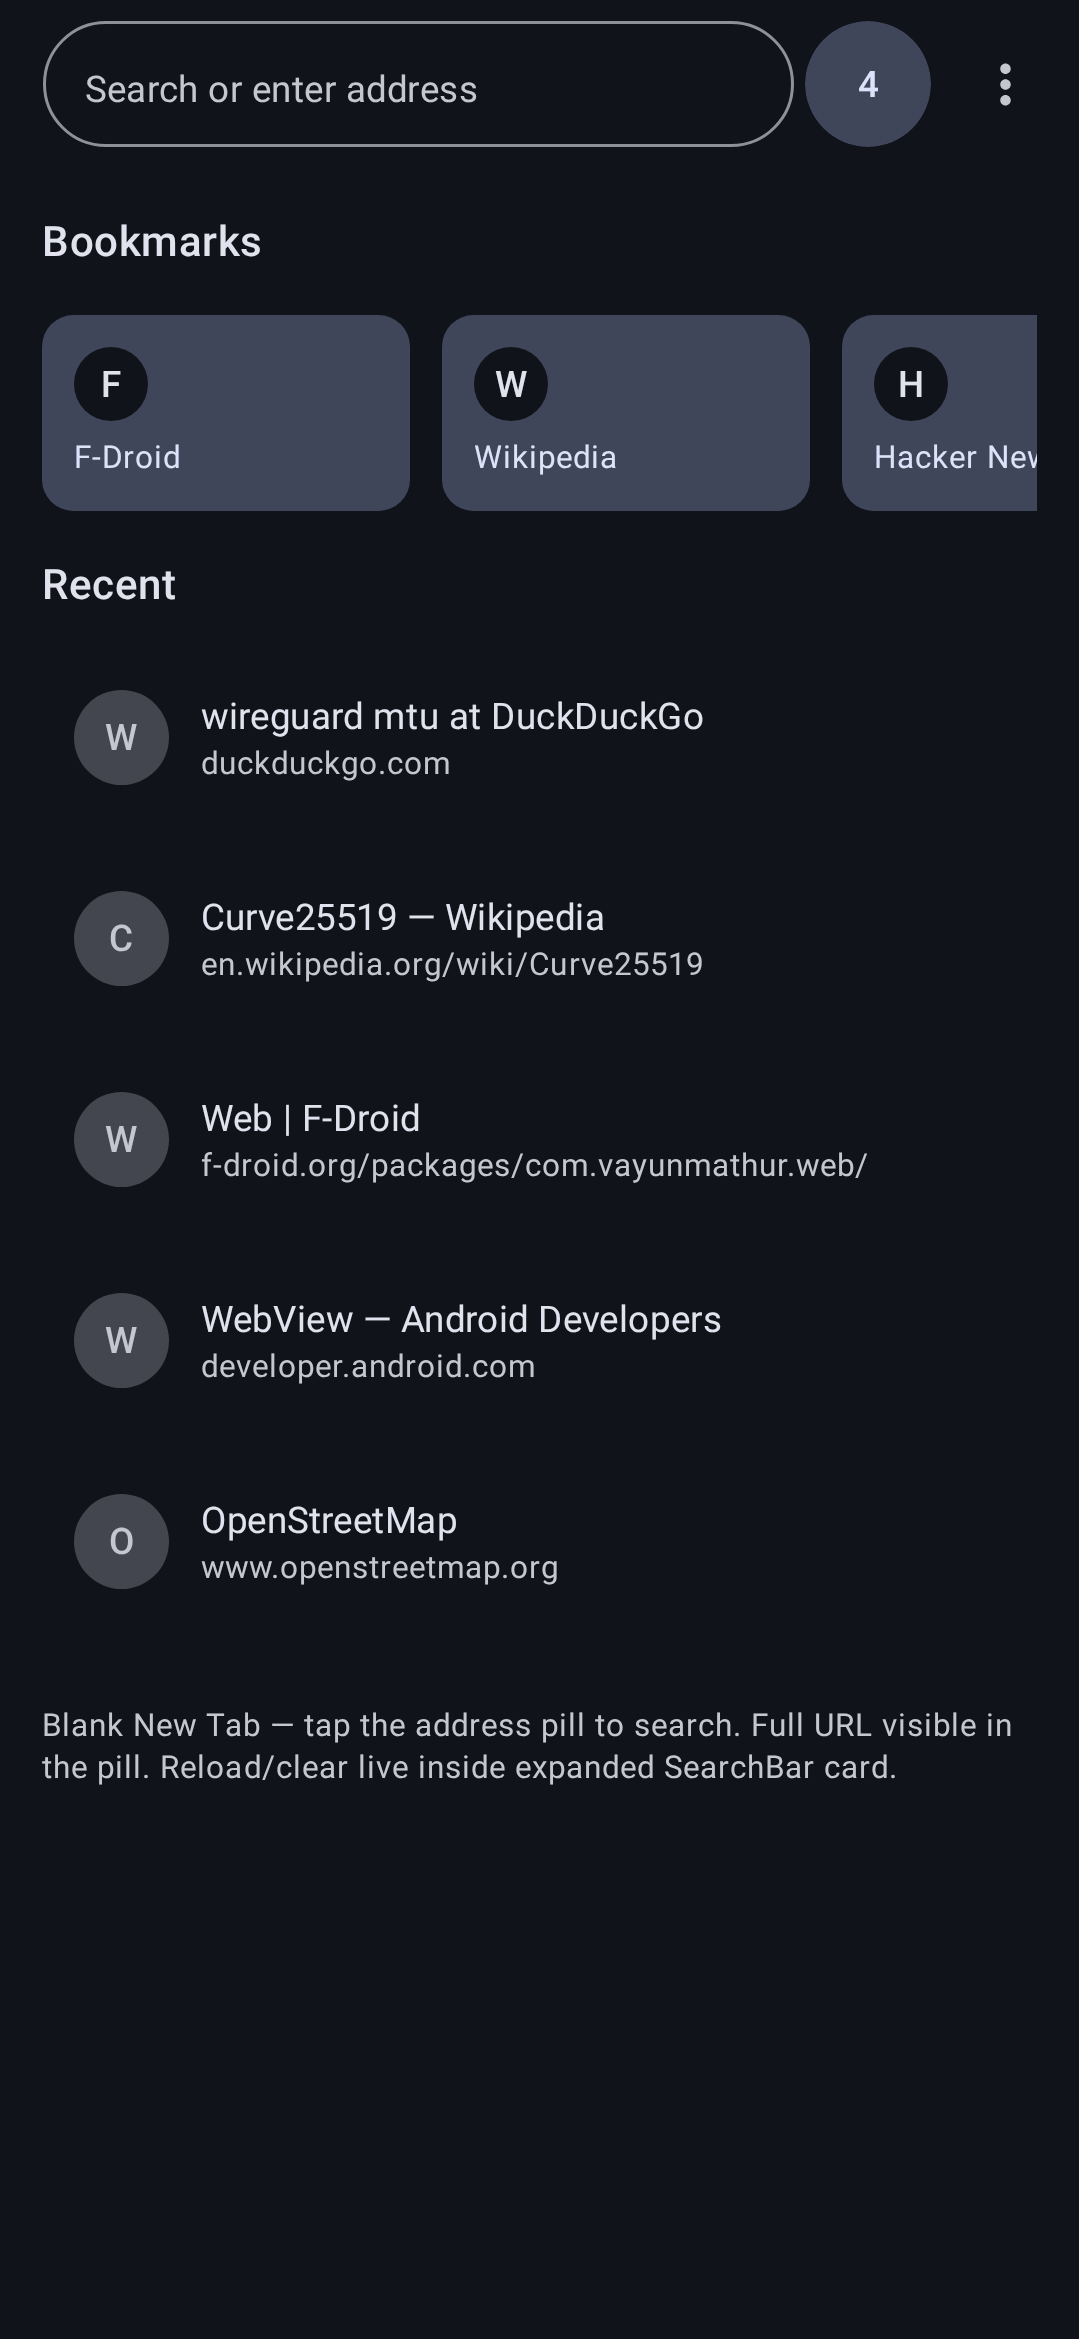 Search or enter address
4
Bookmarks
F
F-Droid
W
Wikipedia
H
Hacker
Recent
W
wireguard mtu at DuckDuckGo
duckduckgo.com
C
Curve25519 — Wikipedia
en.wikipedia.org/wiki/Curve25519
W
Web | F-Droid
f-droid.org/packages/com.vayunmathur.web/
W
WebView — Android Developers
developer.android.com
O
OpenStreetMap
www.openstreetmap.org
Blank New Tab — tap the address pill to search. Full URL visible in
the pill. Reload/clear live inside expanded SearchBar card.